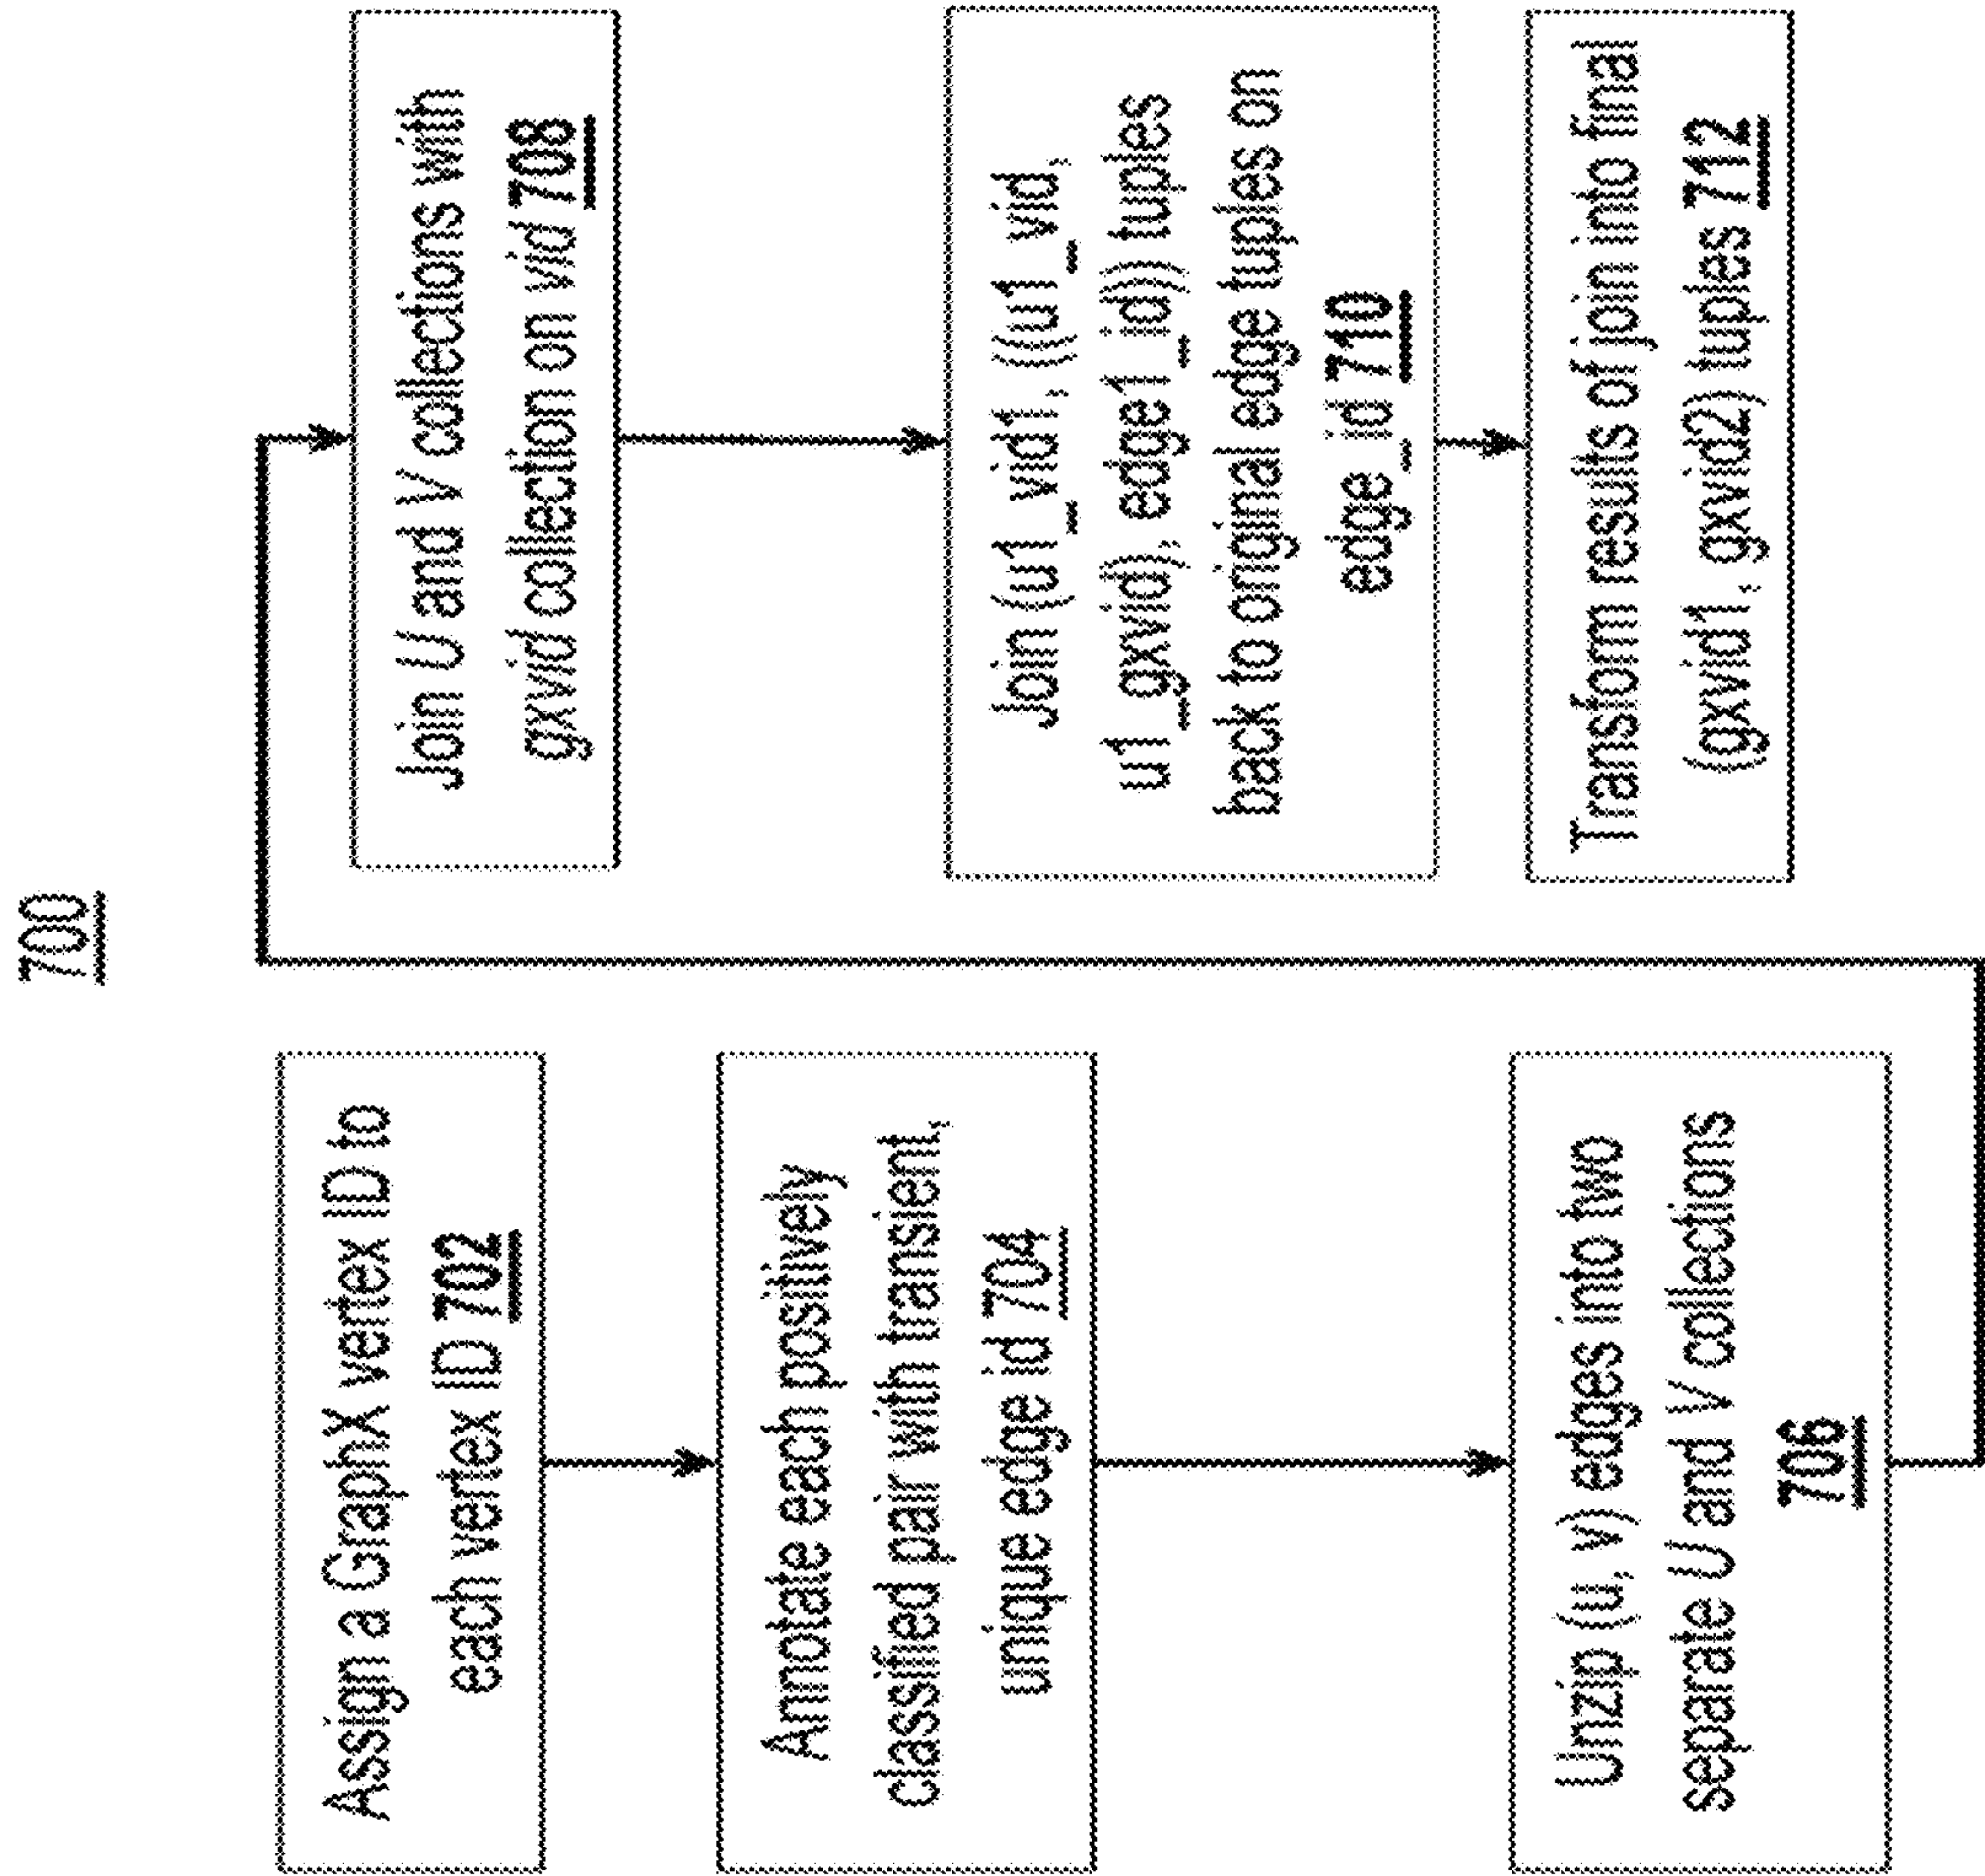 700
Assign a GraphX vertex ID to
each vertex ID 702
Annotate each positively
classified pair with transient,
unique edge id 704
Unzip (u, v) edges into two
separate U and V collections
706
Join U and V collections with
gxvid collection on vid 708
Join (u1_vid1, ((u1_vid,
u1_gxvid), edge1_id)) tuples
back to original edge tuples on
edge_id 710
Transform results of join into final
(gxvid1, gxvid2) tuples 712